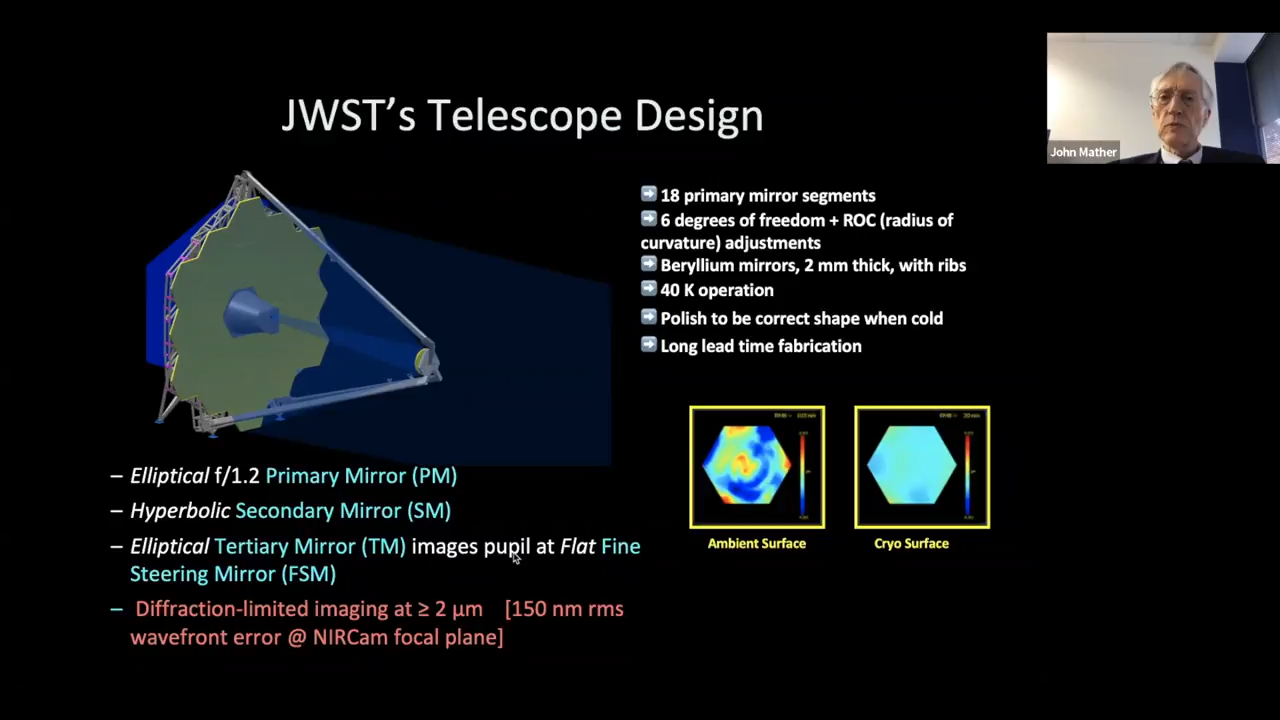 JWST's Telescope Design
John Mather
18 primary mirror segments
6 degrees of freedom + ROC (radius of
curvature) adjustments
Beryllium mirrors, 2 mm thick, with ribs
40 K operation
Polish to be correct shape when cold
Long lead time fabrication
– Elliptical f/1.2 Primary Mirror (PM)
– Hyperbolic Secondary Mirror (SM)
– Elliptical Tertiary Mirror (TM) images pupil at Flat Fine
Steering Mirror (FSM)
– Diffraction-limited imaging at ≥ 2 µm [150 nm rms
wavefront error @ NIRCam focal plane]
Ambient Surface
Cryo Surface